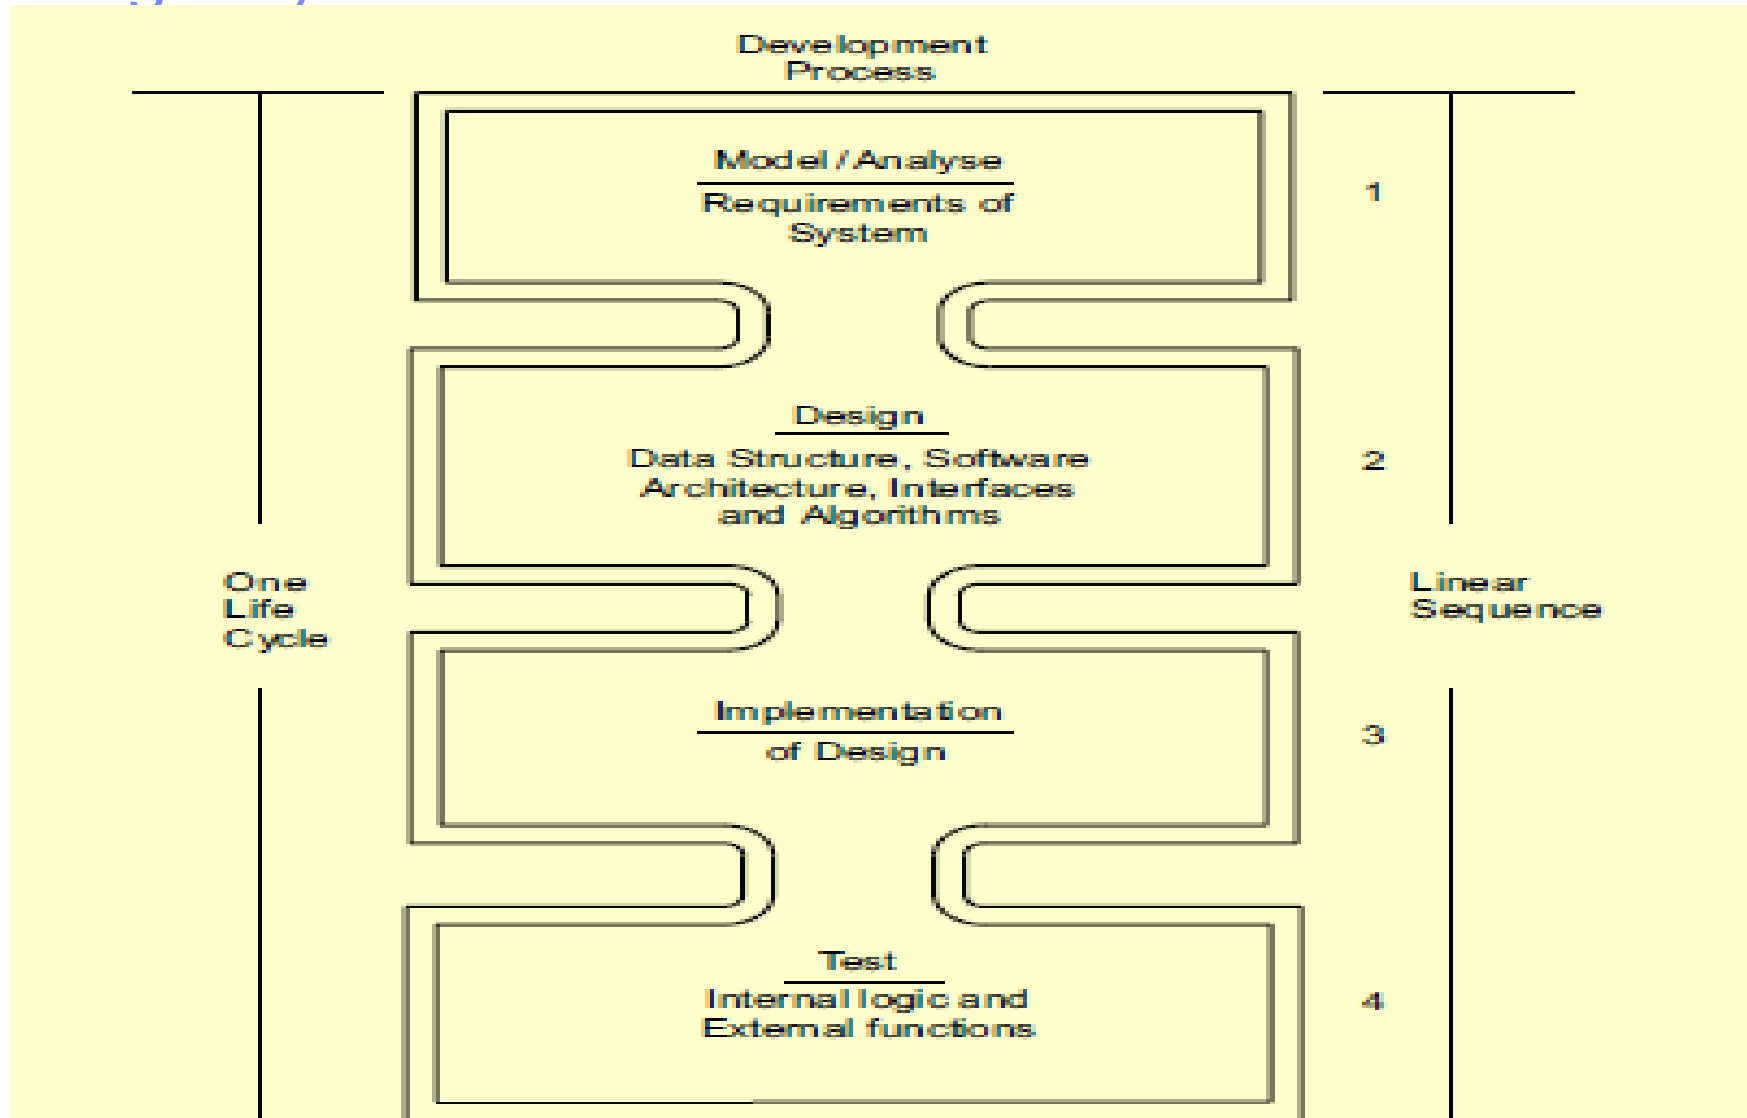 Development
Process
Model / Analyse
Requirements of
System
1
Design
Data Structure, Software
Architecture, Interfaces
and Algorithms
2
One
Life
Cycle
Linear
Sequence
Implementation
of Design
3
Test
Internal logic and
External functions
4